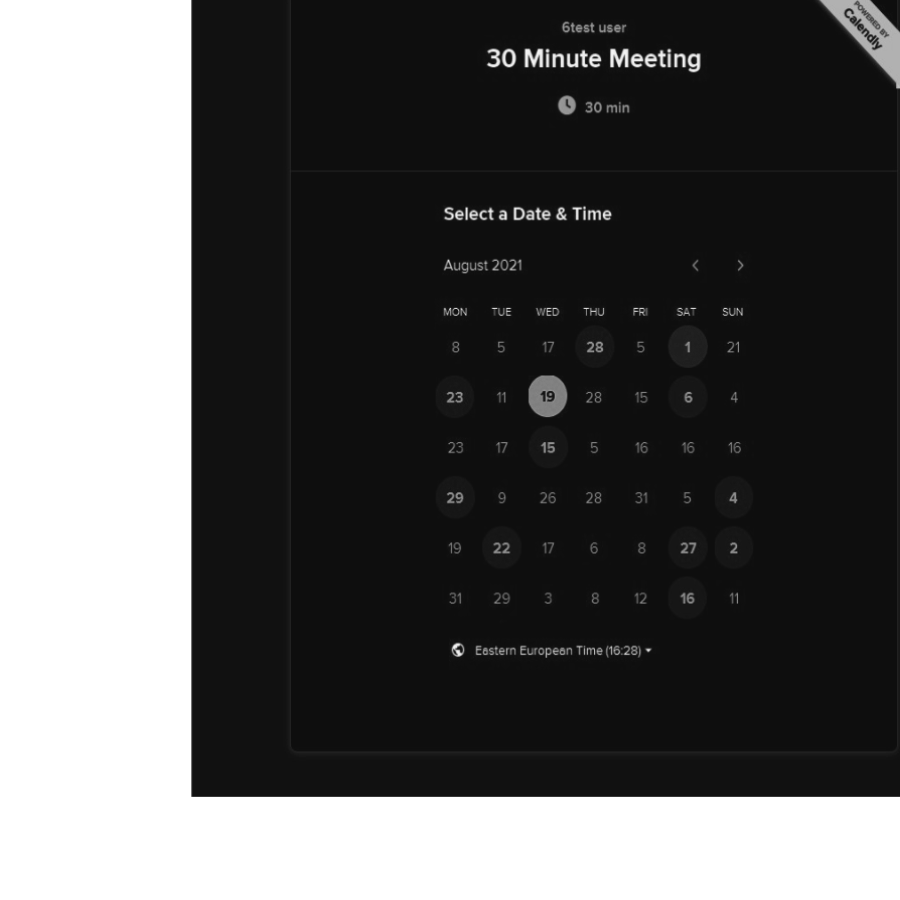 POWERED BY
Calendly
6test user
30 Minute Meeting
30 min
Select a Date & Time
August 2021
MON TUE WED THU FRI SAT SUN
8 5 17 28 5 1 21
23 11 19 28 15 6 4
23 17 15 5 16 16 16
29 9 26 28 31 5 4
19 22 17 6 8 27 2
31 29 3 8 12 16 11
Eastern European Time (16:28)